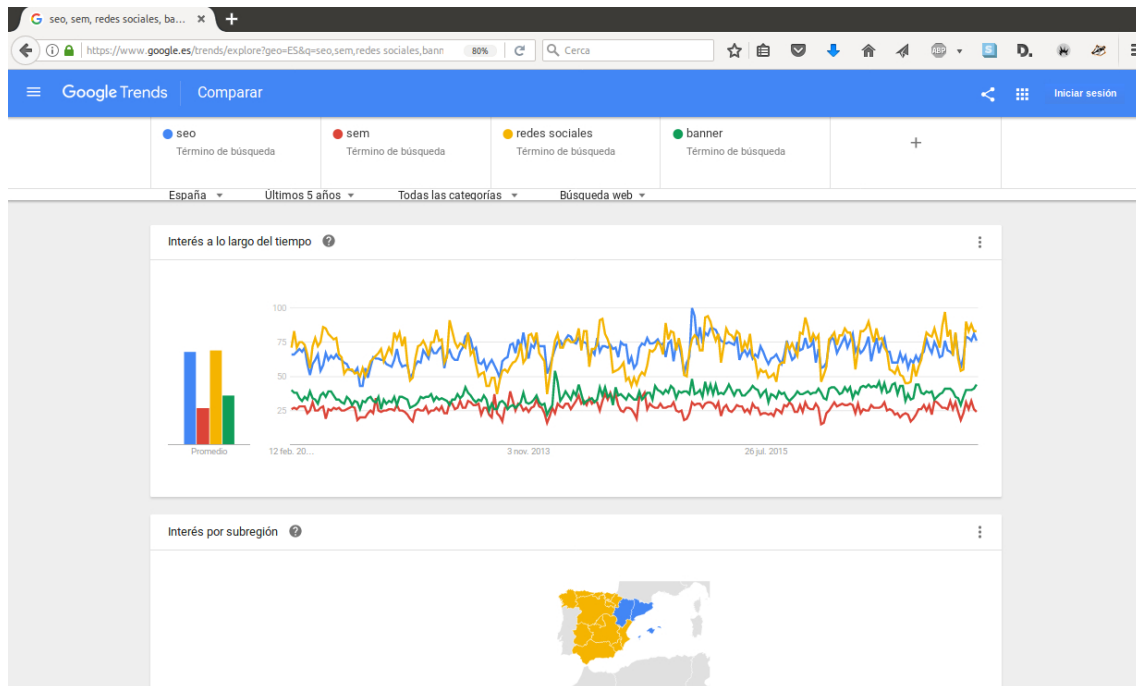 seo, sem, redes sociales, ba...
https://www.google.es/trends/explore?geo=ES&q=seo,sem,redes sociales,bann 80% Cerca ABP S D.
Google Trends Comparar Iniciar sesión
seo sem redes sociales banner +
Término de búsqueda Término de búsqueda Término de búsqueda Término de búsqueda
España Últimos 5 años Todas las categorías Búsqueda web
Interés a lo largo del tiempo ?
100
75
50
25
Promedio 12 feb. 20... 3 nov. 2013 26 jul. 2015
Interés por subregión ?